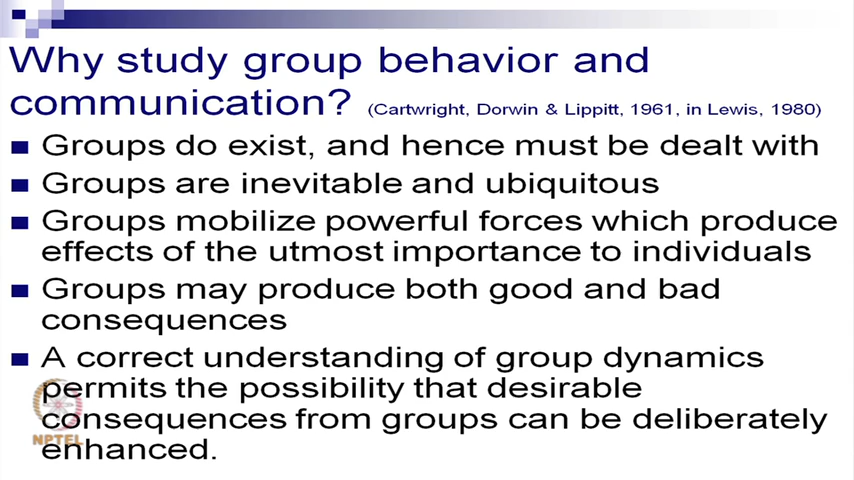 Why study group behavior and
communication? (Cartwright, Dorwin & Lippitt, 1961, in Lewis, 1980)
Groups do exist, and hence must be dealt with
Groups are inevitable and ubiquitous
Groups mobilize powerful forces which produce
effects of the utmost importance to individuals
Groups may produce both good and bad
consequences
A correct understanding of group dynamics
permits the possibility that desirable
consequences from groups can be deliberately
NPTEL
enhanced.